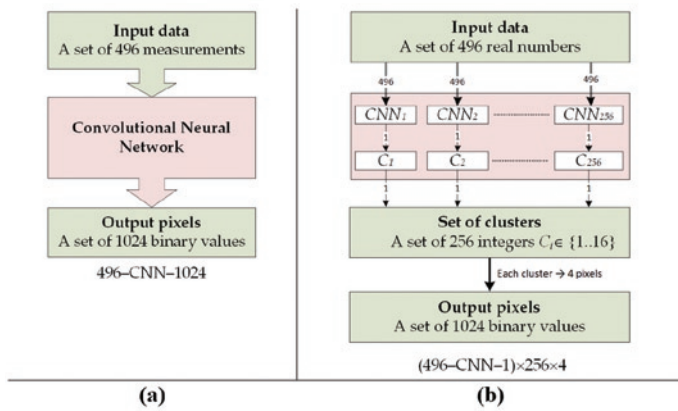 Input data
A set of 496 measurements
Convolutional Neural
Network
Output pixels
A set of 1024 binary values
496–CNN–1024
(a)
Input data
A set of 496 real numbers
496 496 496
CNN1 CNN2 CNN256
1 1 1
C1 C2 C256
1 1 1
Set of clusters
A set of 256 integers Ci∈ {1..16}
Each cluster → 4 pixels
Output pixels
A set of 1024 binary values
(496–CNN–1)×256×4
(b)